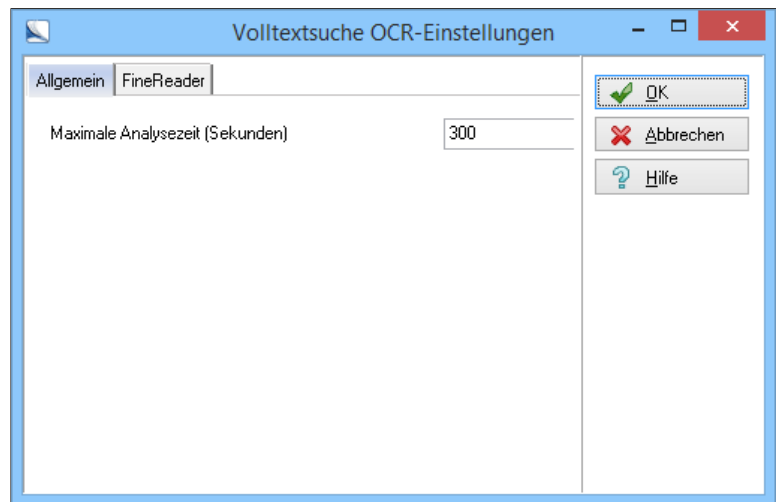 Volltextsuche OCR-Einstellungen
Allgemein FineReader
Maximale Analysezeit (Sekunden) 300
OK
Abbrechen
Hilfe